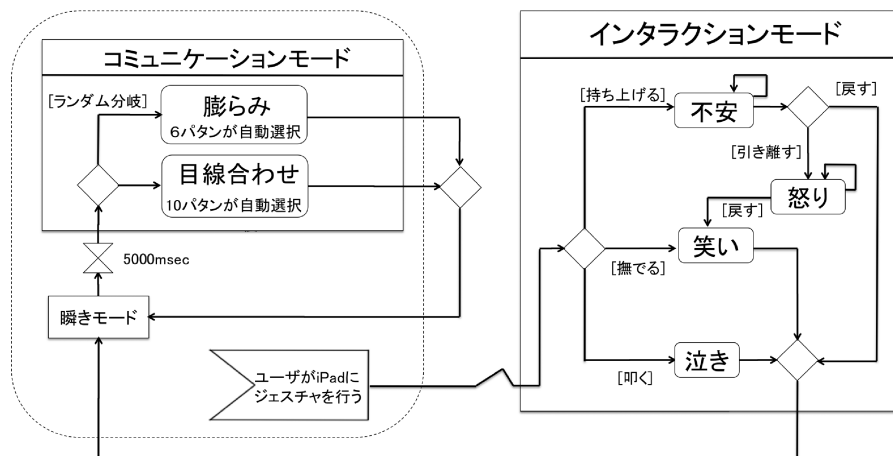 コミュニケーションモード
[ランダム分岐]
膨らみ
6パタンが自動選択
目線合わせ
10パタンが自動選択
5000msec
瞬きモード
ユーザがiPadに
ジェスチャを行う
インタラクションモード
[持ち上げる]
不安
[戻す]
[引き離す]
怒り
[戻す]
笑い
[撫でる]
泣き
[叩く]